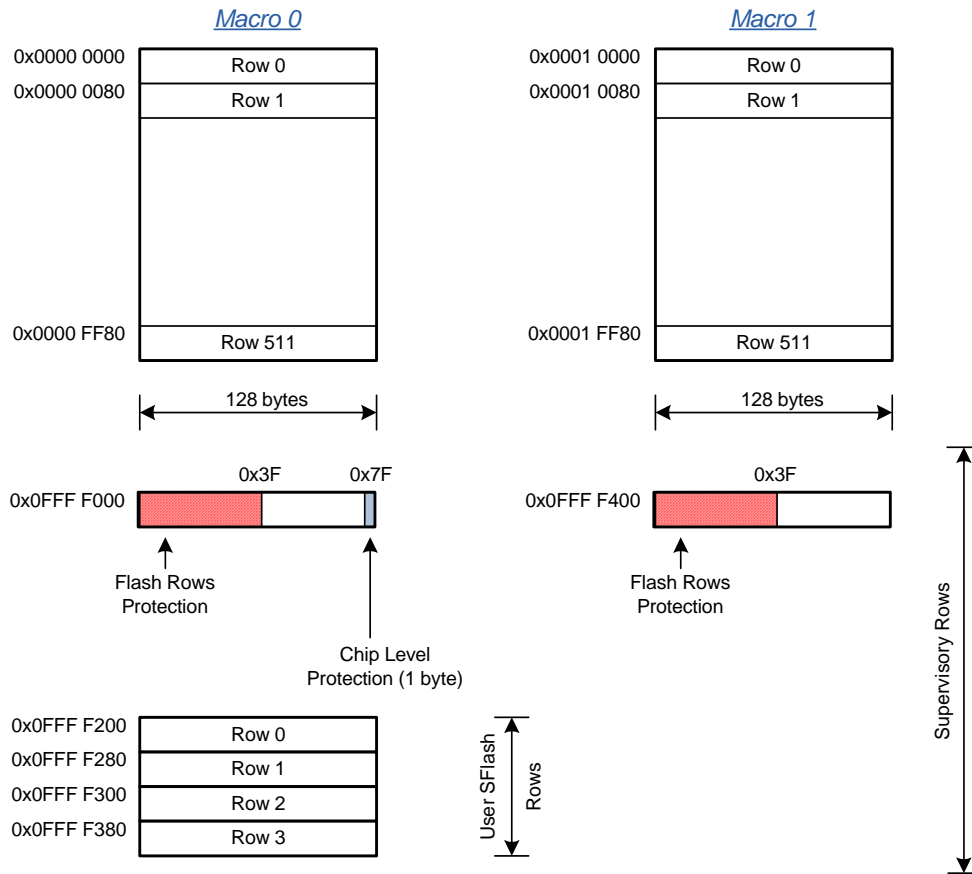 Macro 0
Macro 1
0x0000 0000
Row 0
0x0001 0000
Row 0
0x0000 0080
Row 1
0x0001 0080
Row 1
0x0000 FF80
Row 511
0x0001 FF80
Row 511
128 bytes
128 bytes
0x3F
0x7F
0x3F
0x0FFF F000
0x0FFF F400
Flash Rows
Protection
Flash Rows
Protection
Chip Level
Protection (1 byte)
0x0FFF F200
Row 0
0x0FFF F280
Row 1
0x0FFF F300
Row 2
0x0FFF F380
Row 3
User SFlash
Rows
Supervisory Rows